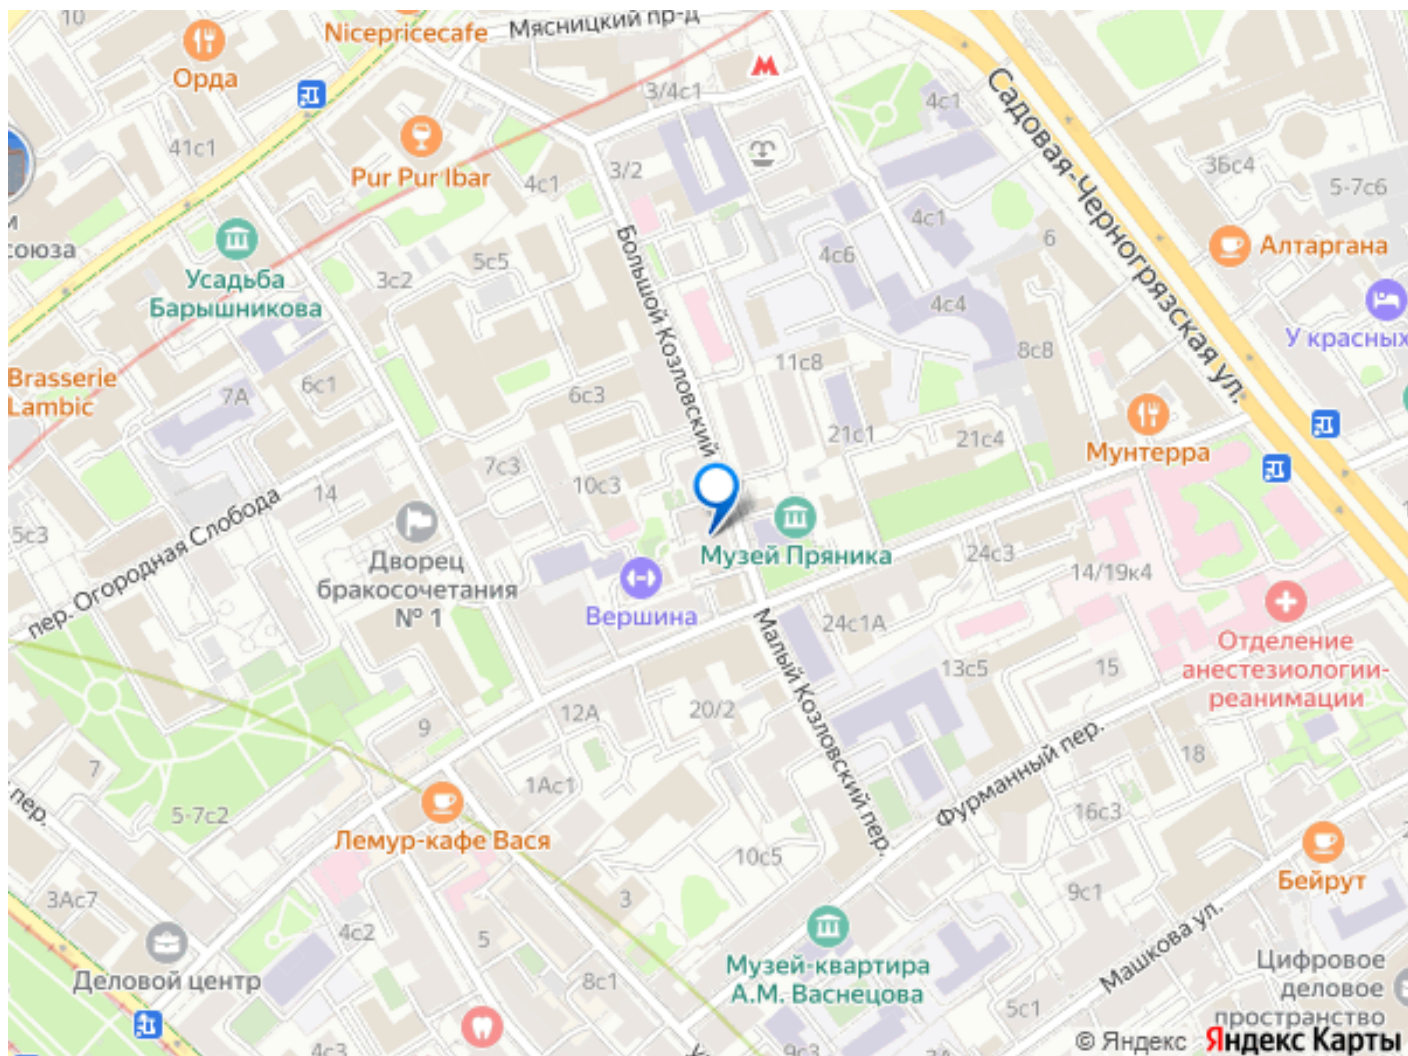 10
Nicepricecafe
Мясницкий пр-д
Орда
3/4с1
4с1
41с1
Pur Pur Ibar
4с1
3/2
3Бс4
5-7с6
Садовая-Черногрязская ул.
м
союза
Усадьба
Барышникова
3с2
5с5
Большой Козловский
4с1
4с6
6
Алтаргана
4с4
У красных
Brasserie
Lambic
7А
6с1
6с3
11с8
8с8
21с1
21с4
Мунтерра
7с3
10с3
14
5с3
пер. Огородная Слобода
Дворец
бракосочетания
№ 1
Музей Пряника
24с3
14/19к4
Вершина
24с1А
Малый Козловский пер.
Отделение
анестезиологии-
реанимации
13с5
15
9
12А
20/2
7
5-7с2
1Ас1
Фурманный пер.
18
16с3
пер.
Лемур-кафе Вася
10с5
Бейрут
9с1
3Ас7
3
4с2
5
Деловой центр
8с1
Музей-квартира
А.М. Васнецова
Машкова ул.
5с1
Цифровое
деловое
пространство
4с3
9с3
© Яндекс Яндекс Карты